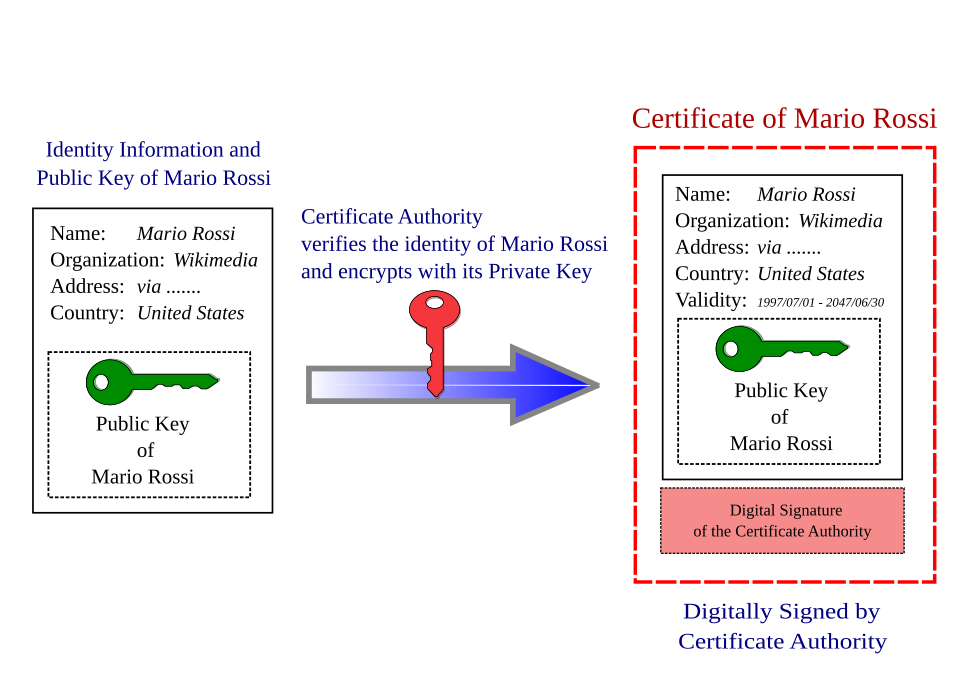 Identity Information and
Public Key of Mario Rossi
Name: Mario Rossi
Organization: Wikimedia
Address: via .......
Country: United States
Public Key
of
Mario Rossi
Certificate Authority
verifies the identity of Mario Rossi
and encrypts with its Private Key
Certificate of Mario Rossi
Name: Mario Rossi
Organization: Wikimedia
Address: via .......
Country: United States
Validity: 1997/07/01 - 2047/06/30
Public Key
of
Mario Rossi
Digital Signature
of the Certificate Authority
Digitally Signed by
Certificate Authority